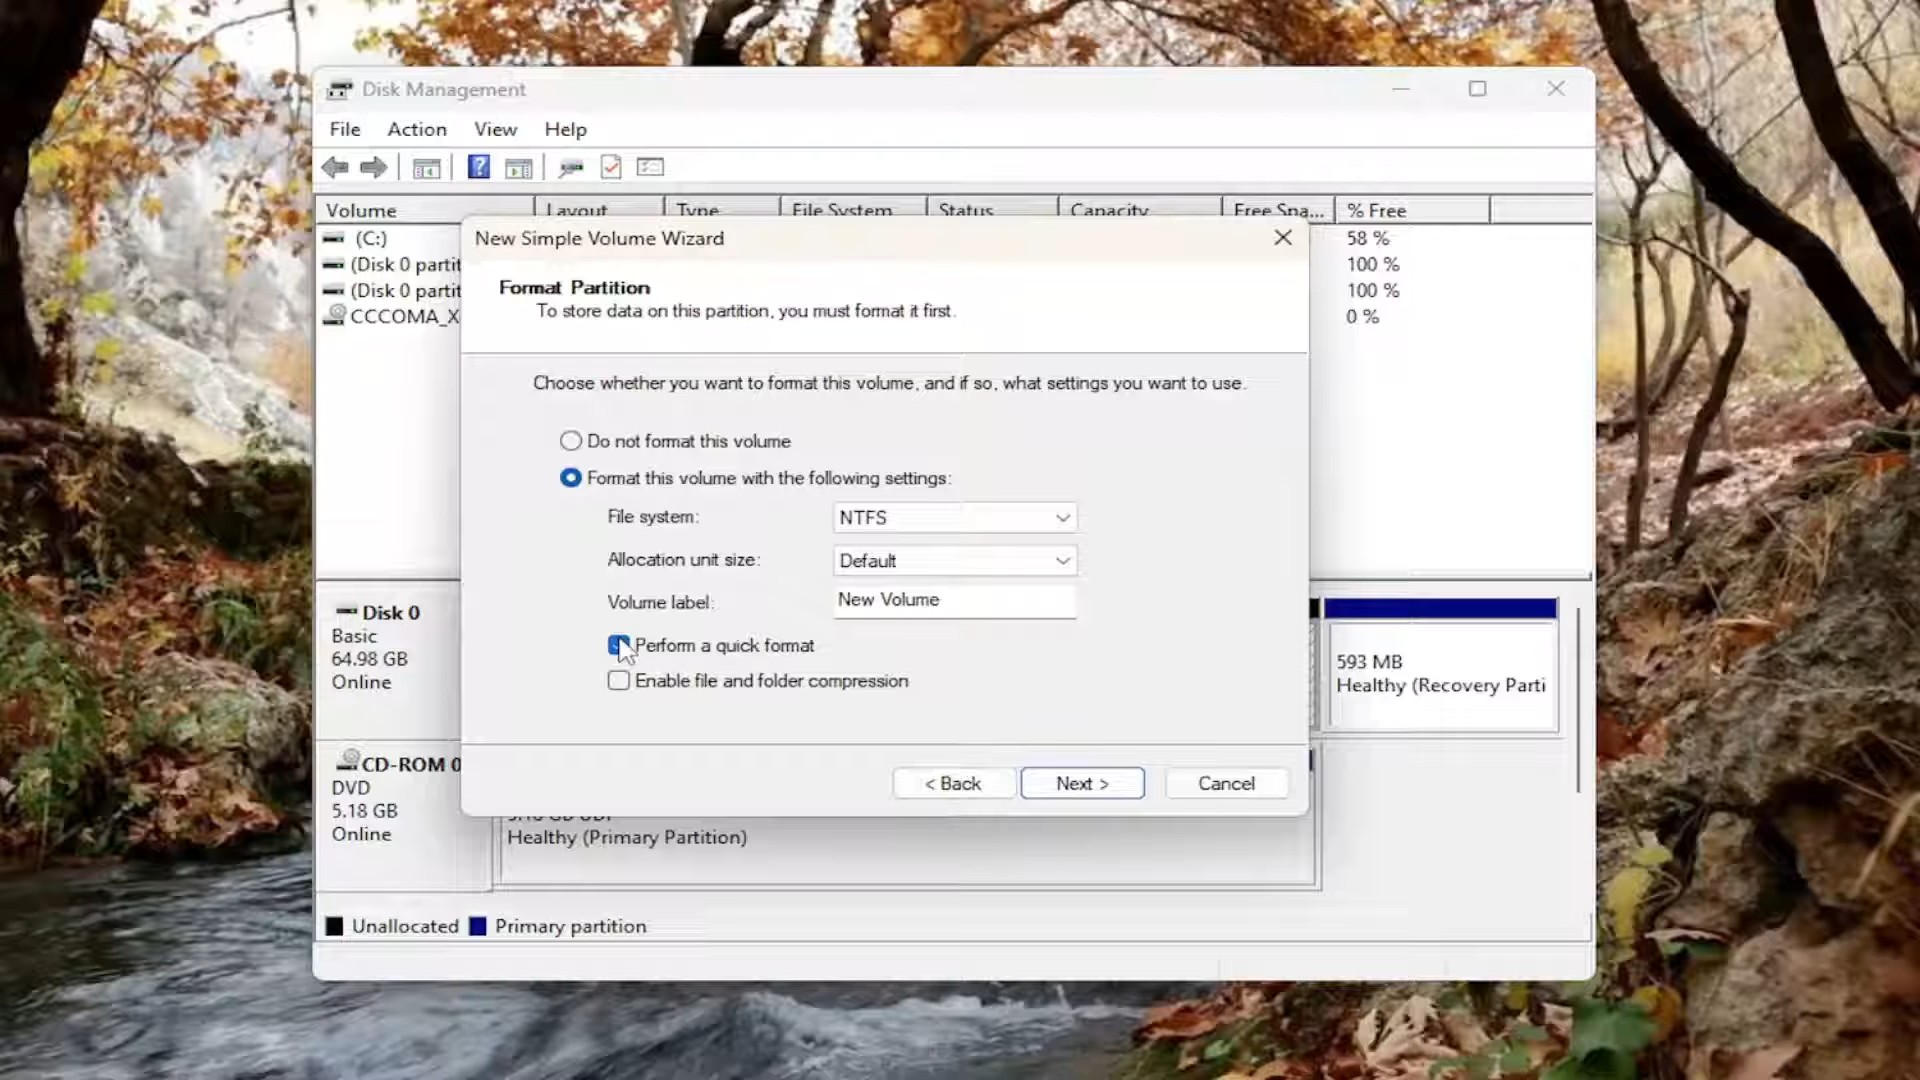 Disk Management
File Action View Help
Volume Layout Type File System Status Capacity Free Spa... % Free
(C:) 58 %
(Disk 0 partit 100 %
(Disk 0 partit 100 %
CCCOMA_X 0 %
New Simple Volume Wizard
Format Partition
To store data on this partition, you must format it first.
Choose whether you want to format this volume, and if so, what settings you want to use.
Do not format this volume
Format this volume with the following settings:
File system: NTFS
Allocation unit size: Default
Volume label: New Volume
Perform a quick format
Enable file and folder compression
< Back Next > Cancel
Disk 0
Basic
64.98 GB
Online
593 MB
Healthy (Recovery Parti
CD-ROM 0
DVD
5.18 GB
Online
Healthy (Primary Partition)
Unallocated Primary partition